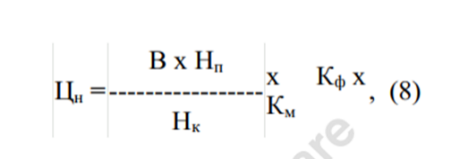 В х Нп
Цн =----------------- х Кф х
Км , (8)
Нк